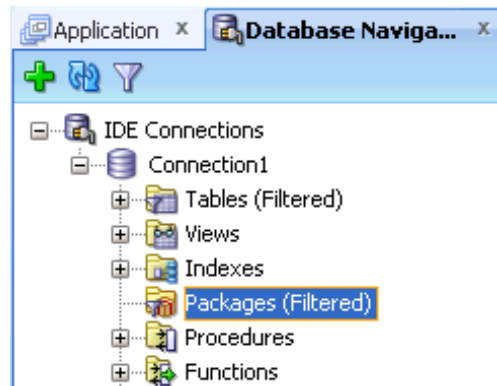 Application x Database Naviga... x
IDE Connections
Connection1
Tables (Filtered)
Views
Indexes
Packages (Filtered)
Procedures
Functions